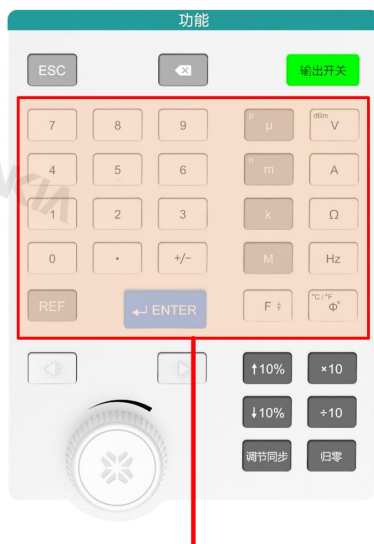 功能
ESC
输出开关
7 8 9 p μ dBm V
4 5 6 n m A
1 2 3 k Ω
0 · +/- M Hz
REF ↵ ENTER F °C/°F Φ°
↑10% ×10
↓10% ÷10
调节同步 归零